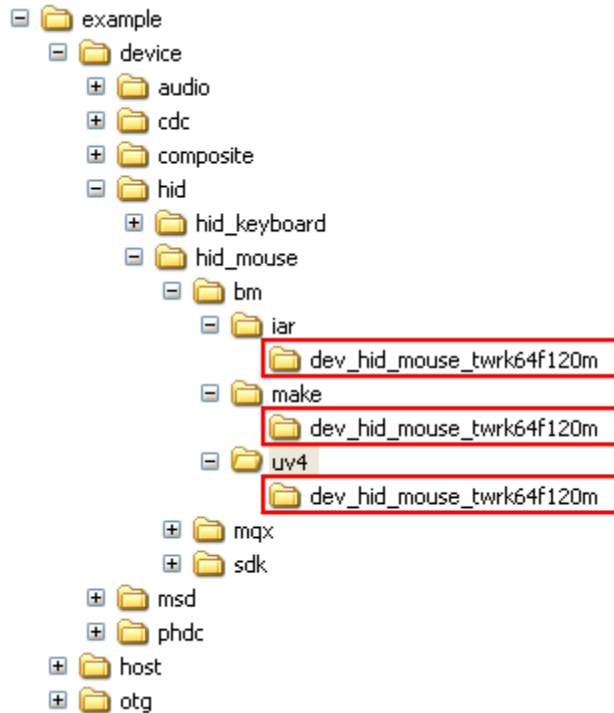 example
device
audio
cdc
composite
hid
hid_keyboard
hid_mouse
bm
iar
dev_hid_mouse_twrk64f120m
make
dev_hid_mouse_twrk64f120m
uv4
dev_hid_mouse_twrk64f120m
mqx
sdk
msd
phdc
host
otg